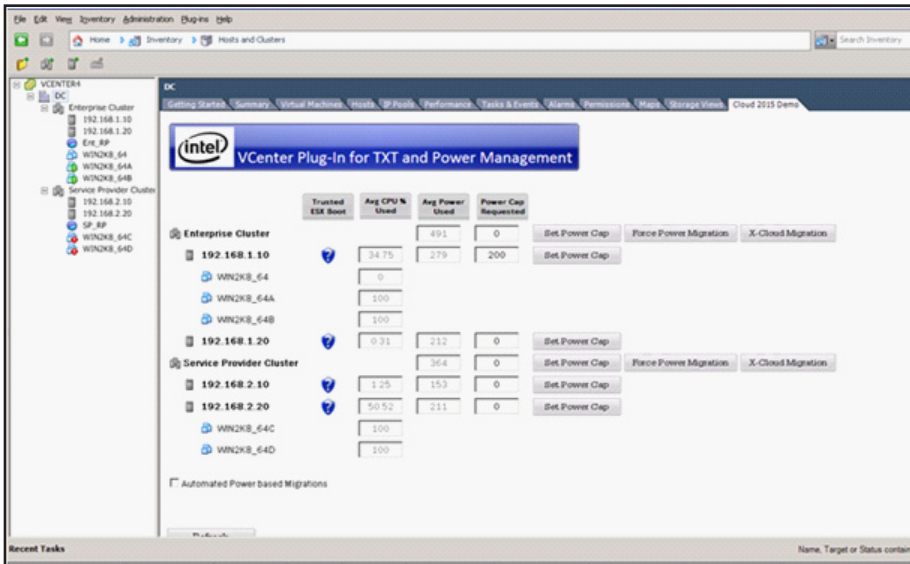 File Edit View Inventory Administration Plug-ins Help
Home Inventory Hosts and Clusters Search Inventory
VCENTER4
DC
Enterprise Cluster
192.168.1.10
192.168.1.20
Ent_RP
WIN2K8_64
WIN2K8_64A
WIN2K8_64B
Service Provider Cluster
192.168.2.10
192.168.2.20
SP_RP
WIN2K8_64C
WIN2K8_64D
DC
Getting Started Summary Virtual Machines Hosts IP Pools Performance Tasks & Events Alarms Permissions Maps Storage Views Cloud 2015 Demo
intel VCenter Plug-In for TXT and Power Management
Trusted ESX Boot Avg CPU % Used Avg Power Used Power Cap Requested
Enterprise Cluster 491 0 Set Power Cap Force Power Migration X-Cloud Migration
192.168.1.10 34.75 279 200 Set Power Cap
WIN2K8_64 0
WIN2K8_64A 100
WIN2K8_64B 100
192.168.1.20 0.31 212 0 Set Power Cap
Service Provider Cluster 364 0 Set Power Cap Force Power Migration X-Cloud Migration
192.168.2.10 1.25 153 0 Set Power Cap
192.168.2.20 50.52 211 0 Set Power Cap
WIN2K8_64C 100
WIN2K8_64D 100
Automated Power based Migrations
Refresh
Recent Tasks Name, Target or Status contain